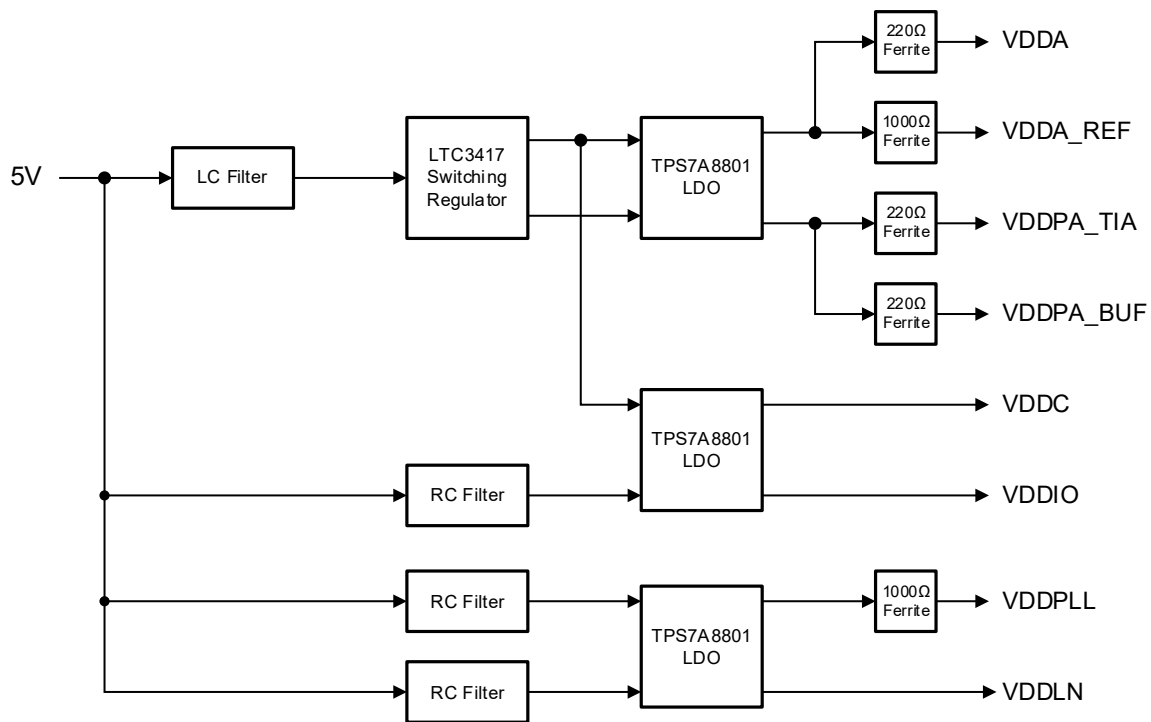 220Ω
Ferrite
VDDA
1000Ω
Ferrite
VDDA_REF
5V
LC Filter
LTC3417
Switching
Regulator
TPS7A8801
LDO
220Ω
Ferrite
VDDPA_TIA
220Ω
Ferrite
VDDPA_BUF
TPS7A8801
LDO
VDDC
RC Filter
VDDIO
RC Filter
TPS7A8801
LDO
1000Ω
Ferrite
VDDPLL
RC Filter
VDDLN